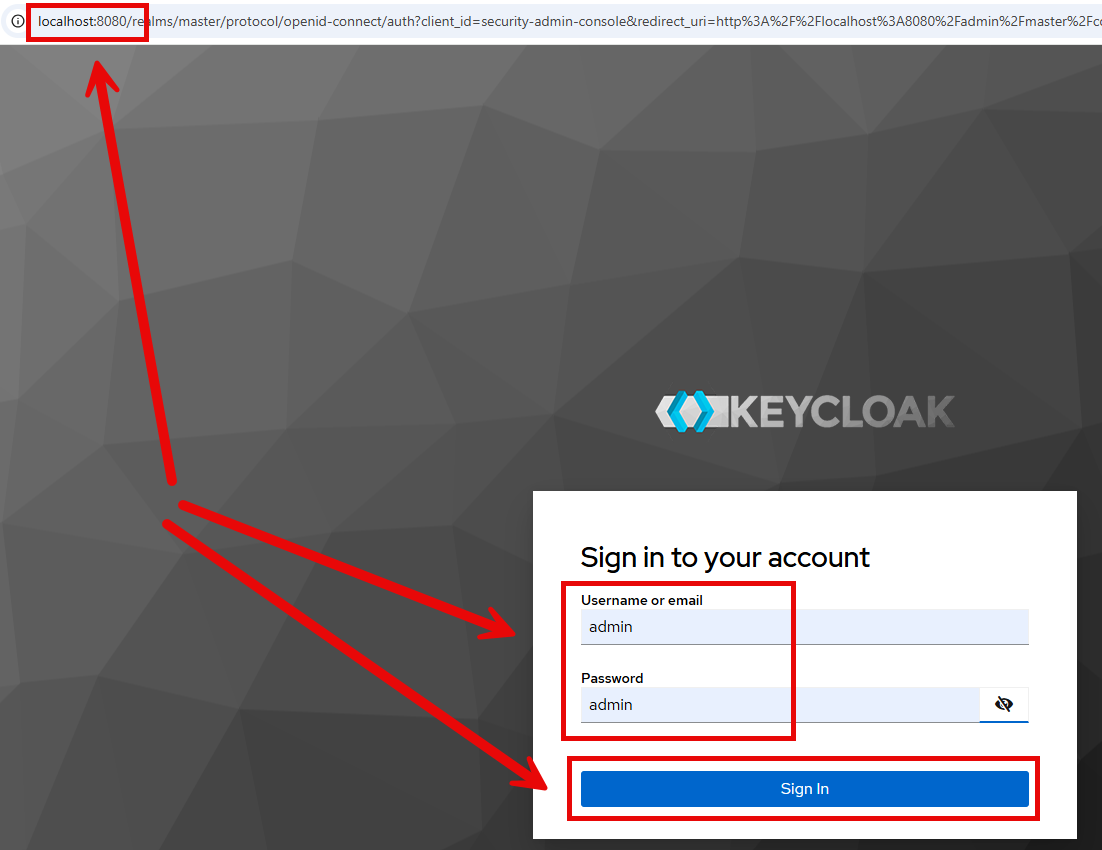 localhost:8080/realms/master/protocol/openid-connect/auth?client_id=security-admin-console&redirect_uri=http%3A%2F%2Flocalhost%3A8080%2Fadmin%2Fmaster%2Fc
KEYCLOAK
Sign in to your account
Username or email
admin
Password
admin
Sign In